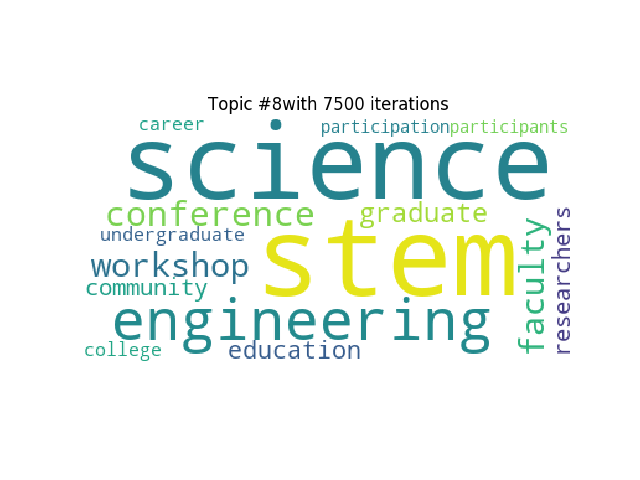 Topic #8with 7500 iterations
career
participation
participants
science
conference
graduate
undergraduate
stem
faculty
researchers
workshop
community
engineering
college
education